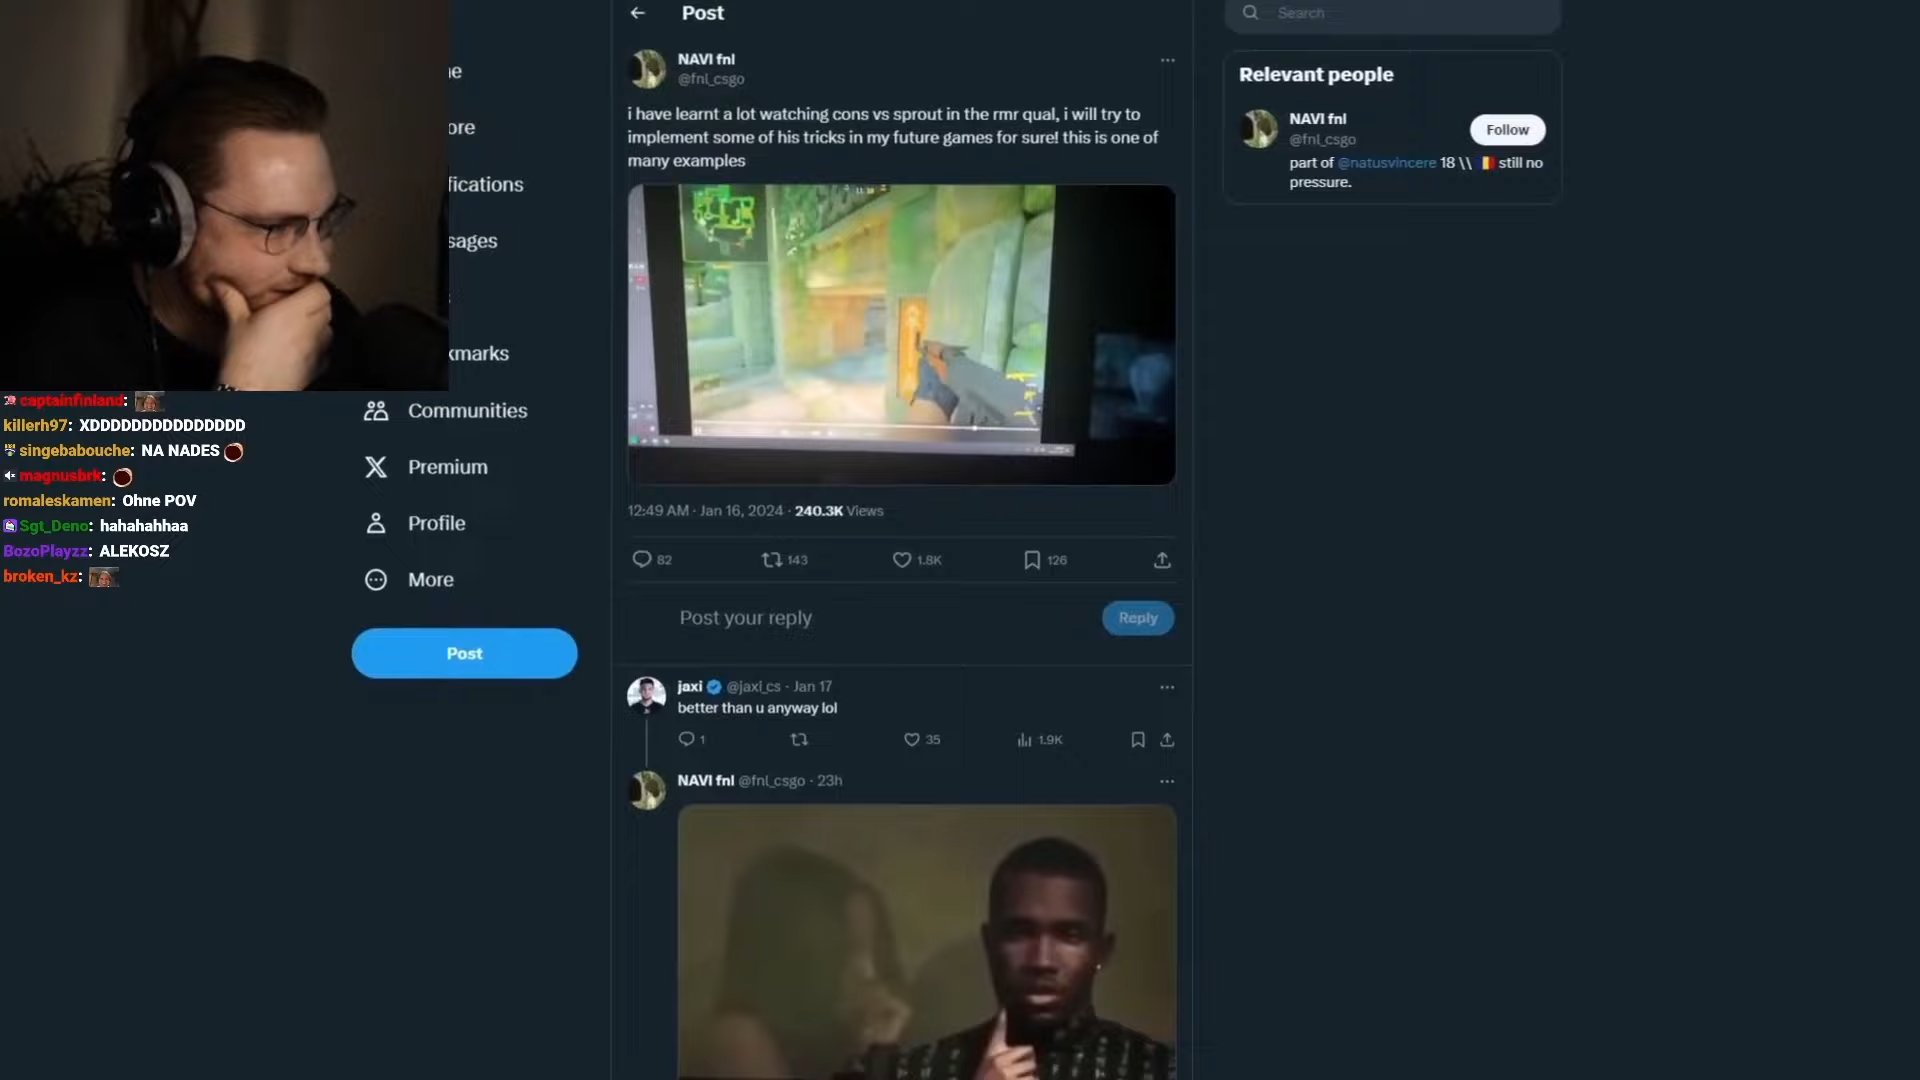 Post
Search
NAVI fnl
@fnl_csgo
i have learnt a lot watching cons vs sprout in the rmr qual, i will try to
implement some of his tricks in my future games for sure! this is one of
many examples
12:49 AM · Jan 16, 2024 · 240.3K Views
82
143
1.8K
126
Post your reply
Reply
jaxi @jaxi_cs · Jan 17
better than u anyway lol
1
35
1.9K
NAVI fnl @fnl_csgo · 23h
Relevant people
NAVI fnl
@fnl_csgo
Follow
part of @natusvincere 18 \\ still no
pressure.
ne
ore
fications
sages
kmarks
Communities
Premium
Profile
More
Post
captainfinland:
killerh97: XDDDDDDDDDDDDDDD
singebabouche: NA NADES
magnusbrk:
romaleskamen: Ohne POV
Sgt_Deno: hahahahhaa
BozoPlayzz: ALEKOSZ
broken_kz: